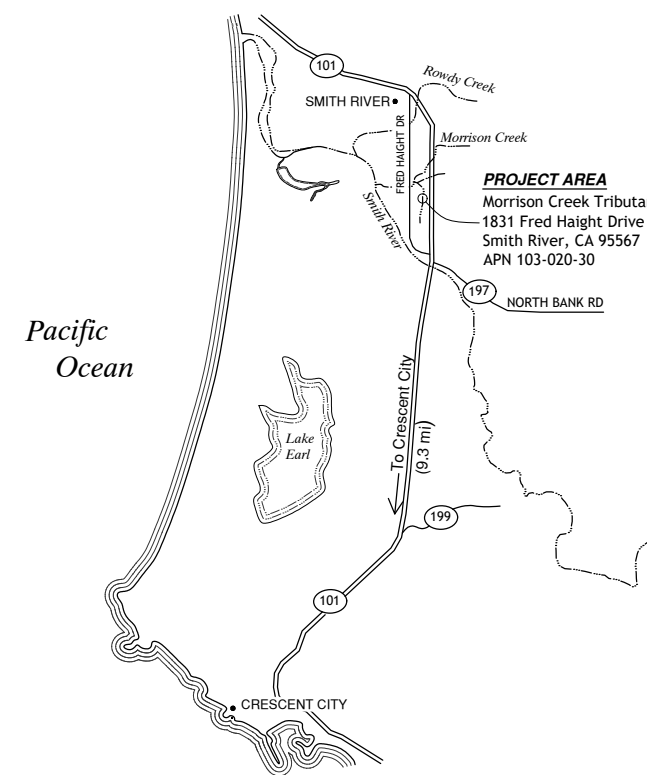 101
Rowdy Creek
SMITH RIVER
FRED HAIGHT DR
Morrison Creek
PROJECT AREA
Morrison Creek Tributa
1831 Fred Haight Drive
Smith River, CA 95567
APN 103-020-30
Smith River
197
NORTH BANK RD
Pacific
Ocean
Lake
Earl
To Crescent City
(9.3 mi)
199
101
CRESCENT CITY